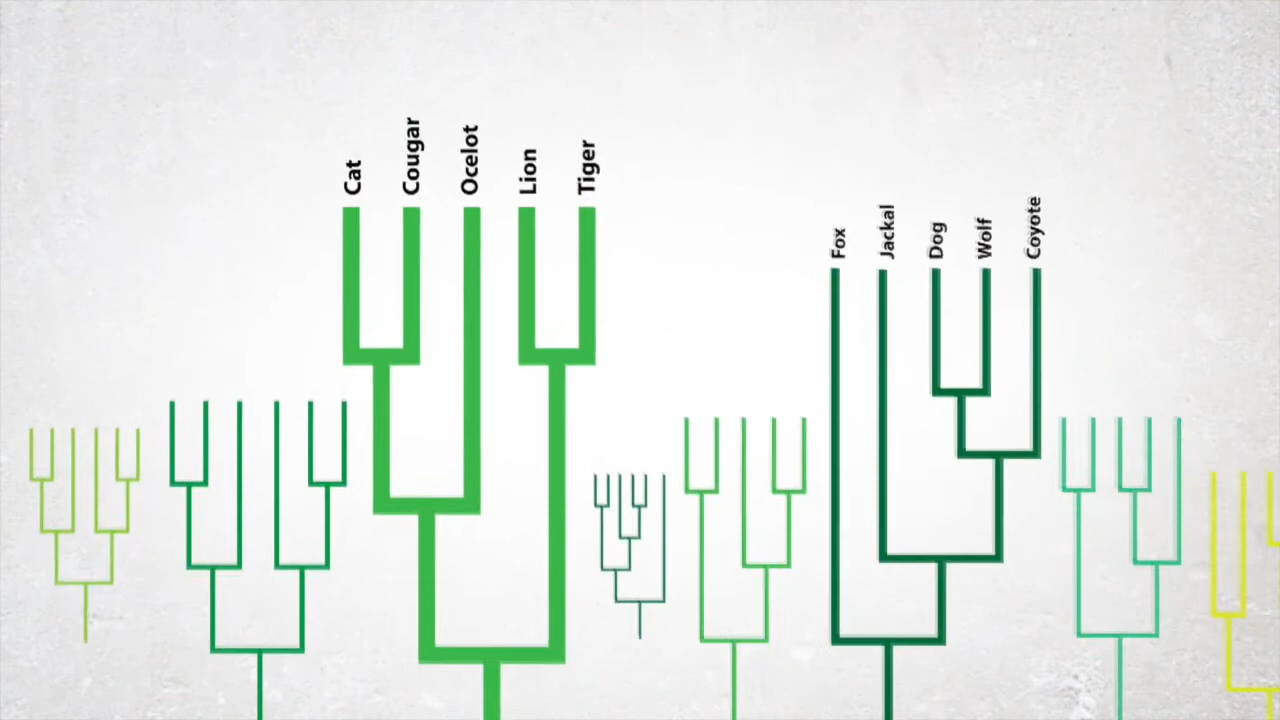 Cat
Cougar
Ocelot
Lion
Tiger
Fox
Jackal
Dog
Wolf
Coyote